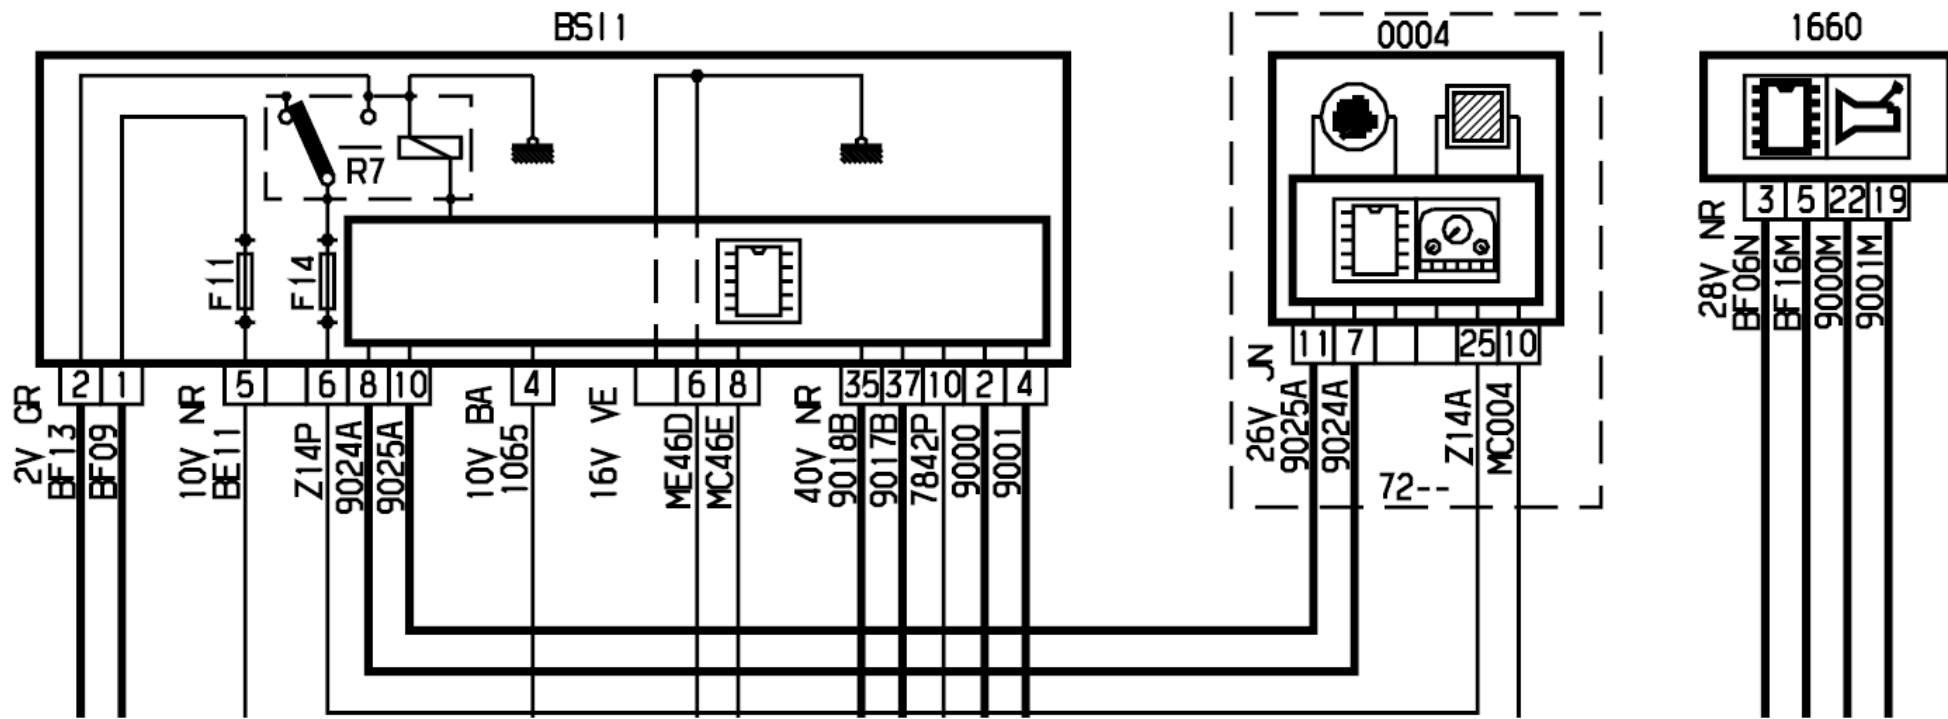 BSI1
0004
1660
R7
F11
F14
2
1
5
6
8
10
4
6
8
35
37
10
2
4
11
7
25
10
3
5
22
19
2V GR
BF13
BF09
10V NR
BE11
Z14P
9024A
9025A
10V BA
1065
16V VE
ME46D
MC46E
40V NR
9018B
9017B
7842P
9000
9001
26V JN
9025A
9024A
72--
Z14A
MC004
28V NR
BF06N
BF16M
9000M
9001M